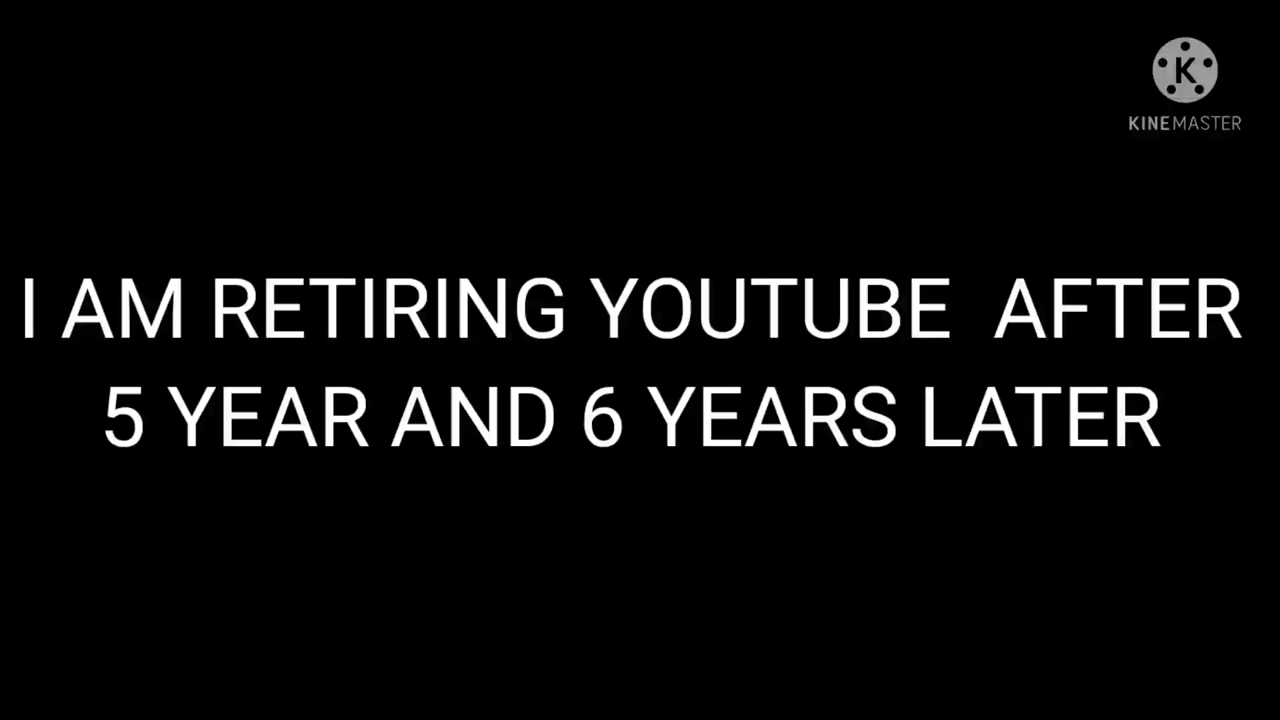 K
KINEMASTER
I AM RETIRING YOUTUBE  AFTER
5 YEAR AND 6 YEARS LATER